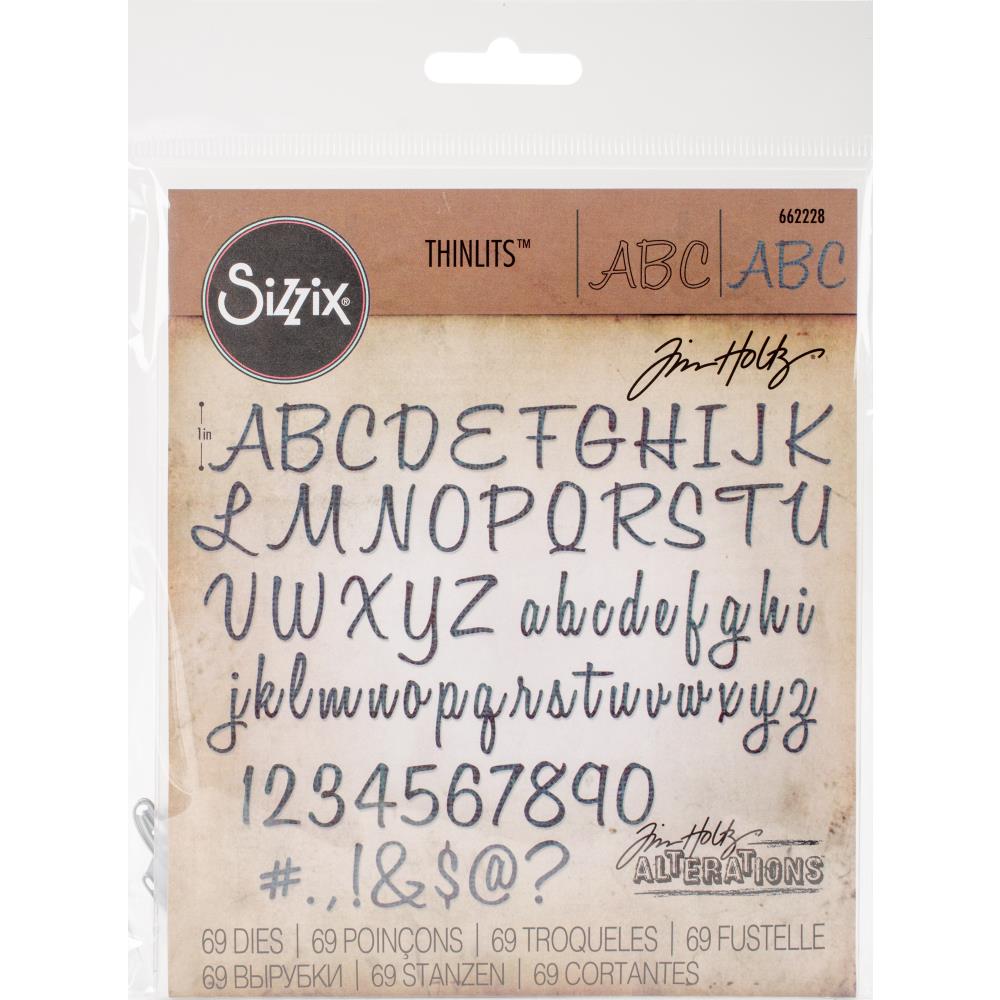 662228
Sizzix®
THINLITS™
ABC
ABC
Tim Holtz®
1in
ABCDEFGHIJK
LMNOPQRSTU
VWXYZ abcdefghi
jklmnopqrstuvwxyz
1234567890
#.,!&$@?
Tim Holtz
ALTERATIONS
69 DIES | 69 POINÇONS | 69 TROQUELES | 69 FUSTELLE
69 ВЫРУБКИ | 69 STANZEN | 69 CORTANTES